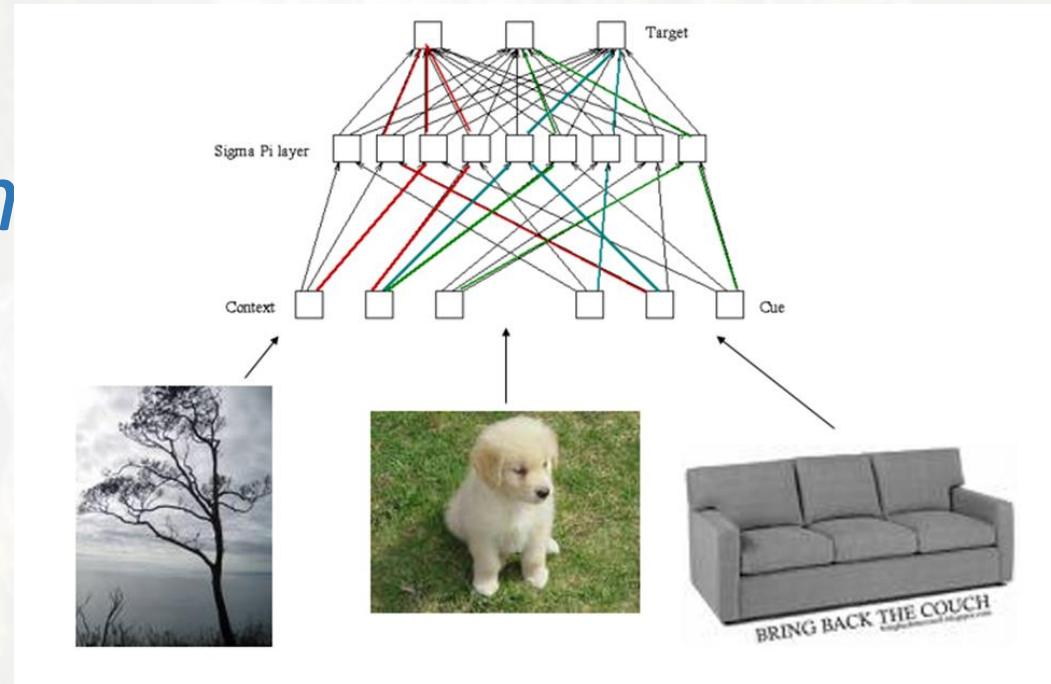 Target
Sigma Pi layer
n
Context
Cue
BRING BACK THE COUCH